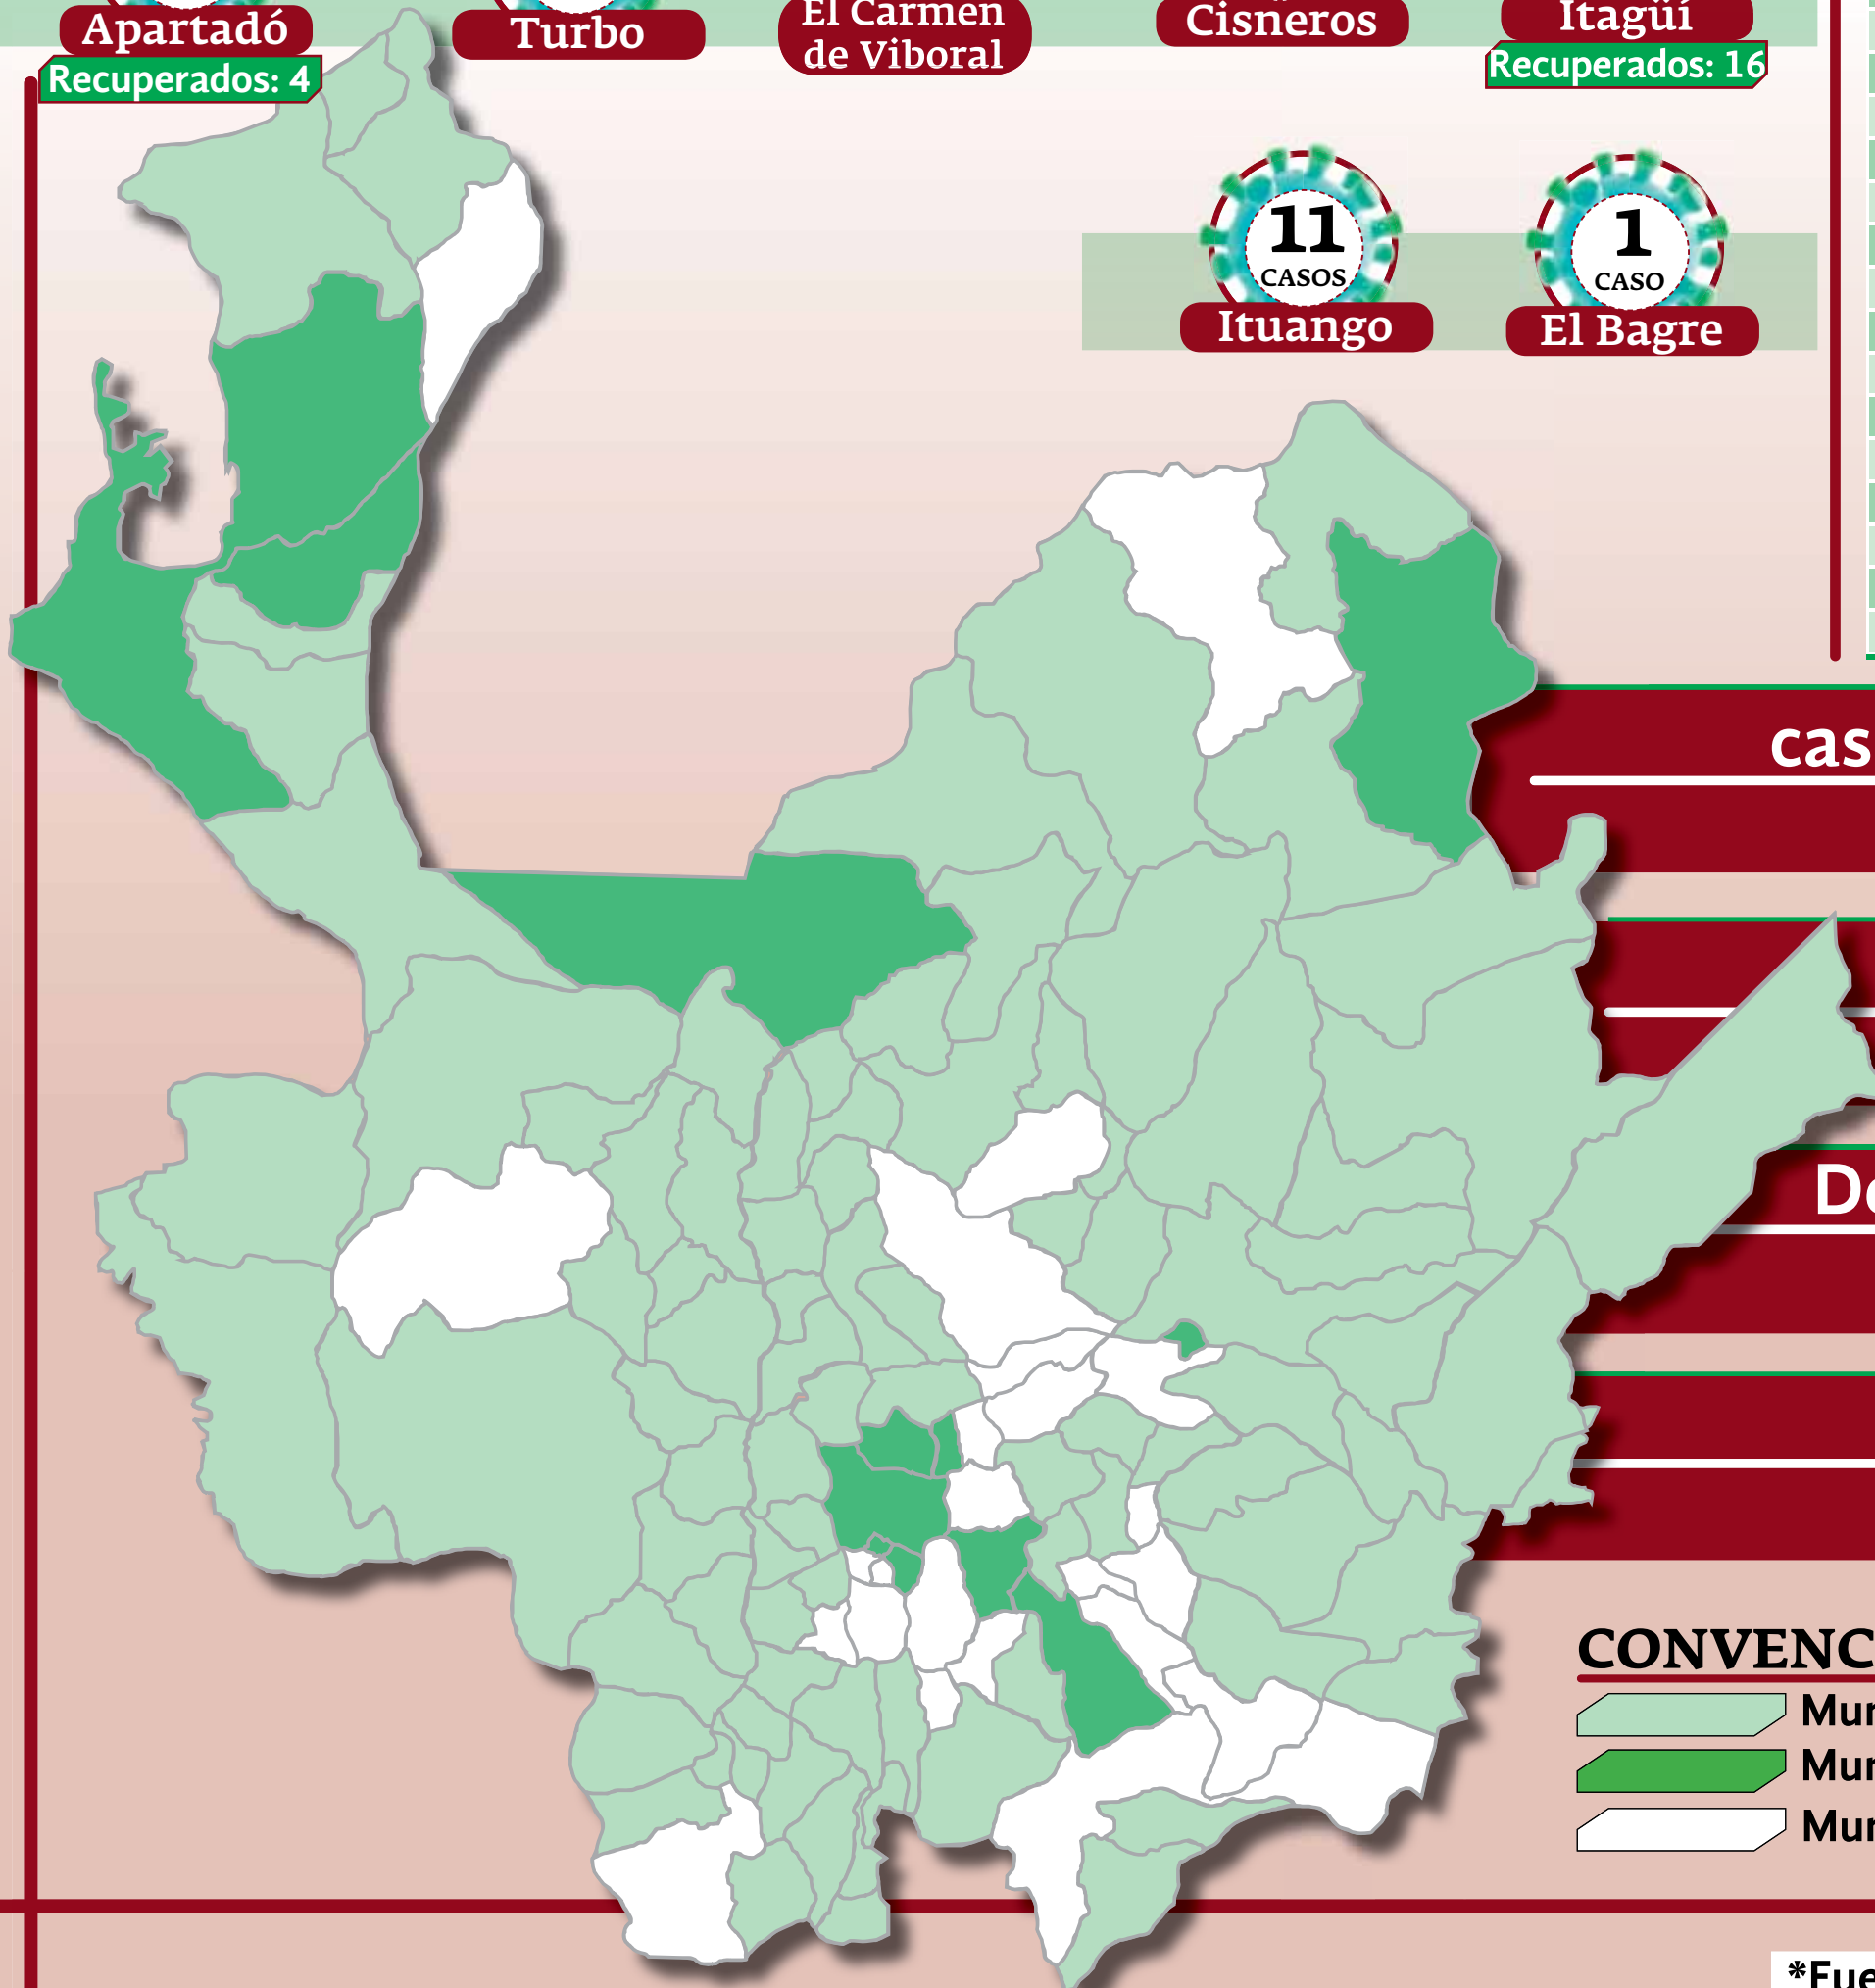 Apartadó
Recuperados: 4
Turbo
El Carmen
de Viboral
Cisneros
Itagüí
Recuperados: 16
11
CASOS
Ituango
1
CASO
El Bagre